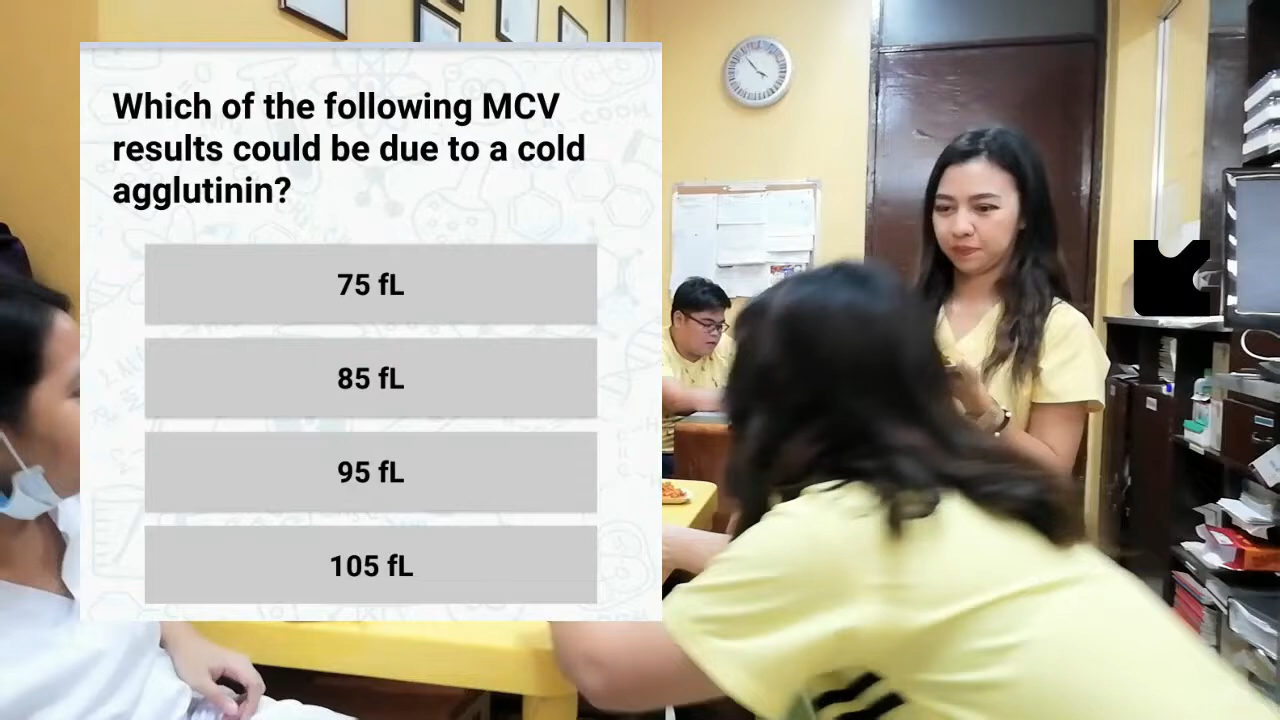 Which of the following MCV
results could be due to a cold
agglutinin?
75 fL
85 fL
95 fL
105 fL